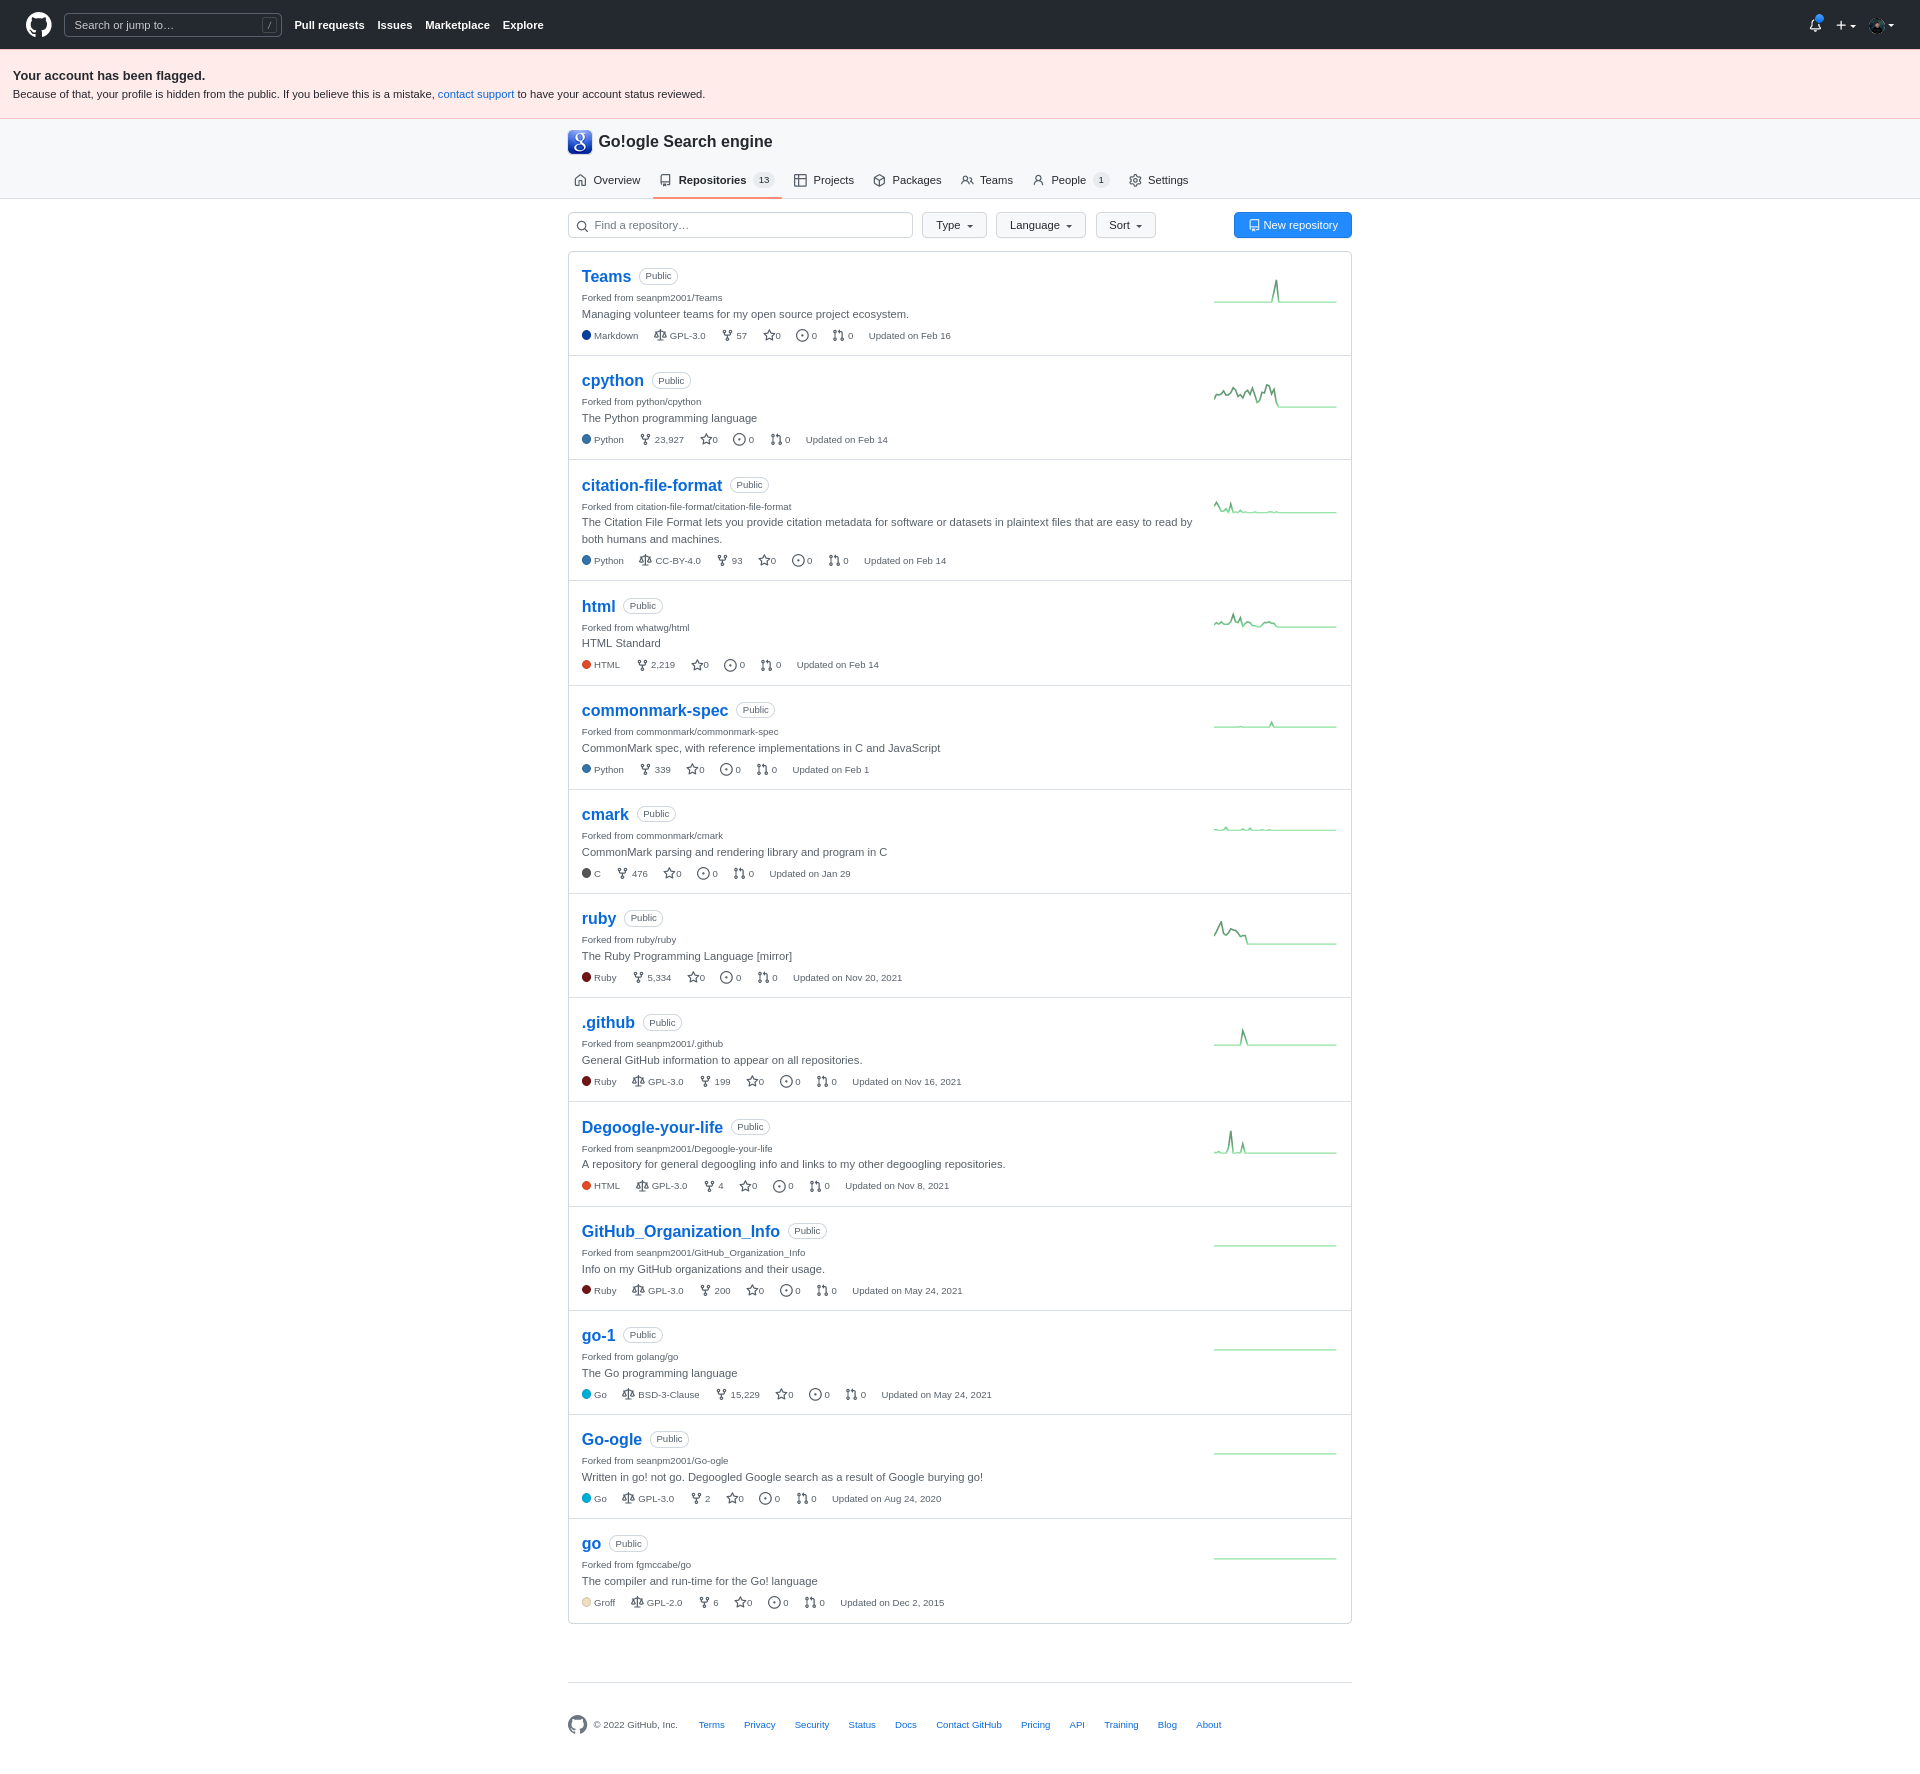 Search or jump to… /
Pull requests Issues Marketplace Explore
Your account has been flagged.
Because of that, your profile is hidden from the public. If you believe this is a mistake, contact support to have your account status reviewed.
g Go!ogle Search engine
Overview Repositories 13 Projects Packages Teams People 1 Settings
Find a repository… Type Language Sort New repository
Teams Public
Forked from seanpm2001/Teams
Managing volunteer teams for my open source project ecosystem.
Markdown GPL-3.0 57 0 0 0 Updated on Feb 16
cpython Public
Forked from python/cpython
The Python programming language
Python 23,927 0 0 0 Updated on Feb 14
citation-file-format Public
Forked from citation-file-format/citation-file-format
The Citation File Format lets you provide citation metadata for software or datasets in plaintext files that are easy to read by
both humans and machines.
Python CC-BY-4.0 93 0 0 0 Updated on Feb 14
html Public
Forked from whatwg/html
HTML Standard
HTML 2,219 0 0 0 Updated on Feb 14
commonmark-spec Public
Forked from commonmark/commonmark-spec
CommonMark spec, with reference implementations in C and JavaScript
Python 339 0 0 0 Updated on Feb 1
cmark Public
Forked from commonmark/cmark
CommonMark parsing and rendering library and program in C
C 476 0 0 0 Updated on Jan 29
ruby Public
Forked from ruby/ruby
The Ruby Programming Language [mirror]
Ruby 5,334 0 0 0 Updated on Nov 20, 2021
.github Public
Forked from seanpm2001/.github
General GitHub information to appear on all repositories.
Ruby GPL-3.0 199 0 0 0 Updated on Nov 16, 2021
Degoogle-your-life Public
Forked from seanpm2001/Degoogle-your-life
A repository for general degoogling info and links to my other degoogling repositories.
HTML GPL-3.0 4 0 0 0 Updated on Nov 8, 2021
GitHub_Organization_Info Public
Forked from seanpm2001/GitHub_Organization_Info
Info on my GitHub organizations and their usage.
Ruby GPL-3.0 200 0 0 0 Updated on May 24, 2021
go-1 Public
Forked from golang/go
The Go programming language
Go BSD-3-Clause 15,229 0 0 0 Updated on May 24, 2021
Go-ogle Public
Forked from seanpm2001/Go-ogle
Written in go! not go. Degoogled Google search as a result of Google burying go!
Go GPL-3.0 2 0 0 0 Updated on Aug 24, 2020
go Public
Forked from fgmccabe/go
The compiler and run-time for the Go! language
Groff GPL-2.0 6 0 0 0 Updated on Dec 2, 2015
© 2022 GitHub, Inc. Terms Privacy Security Status Docs Contact GitHub Pricing API Training Blog About